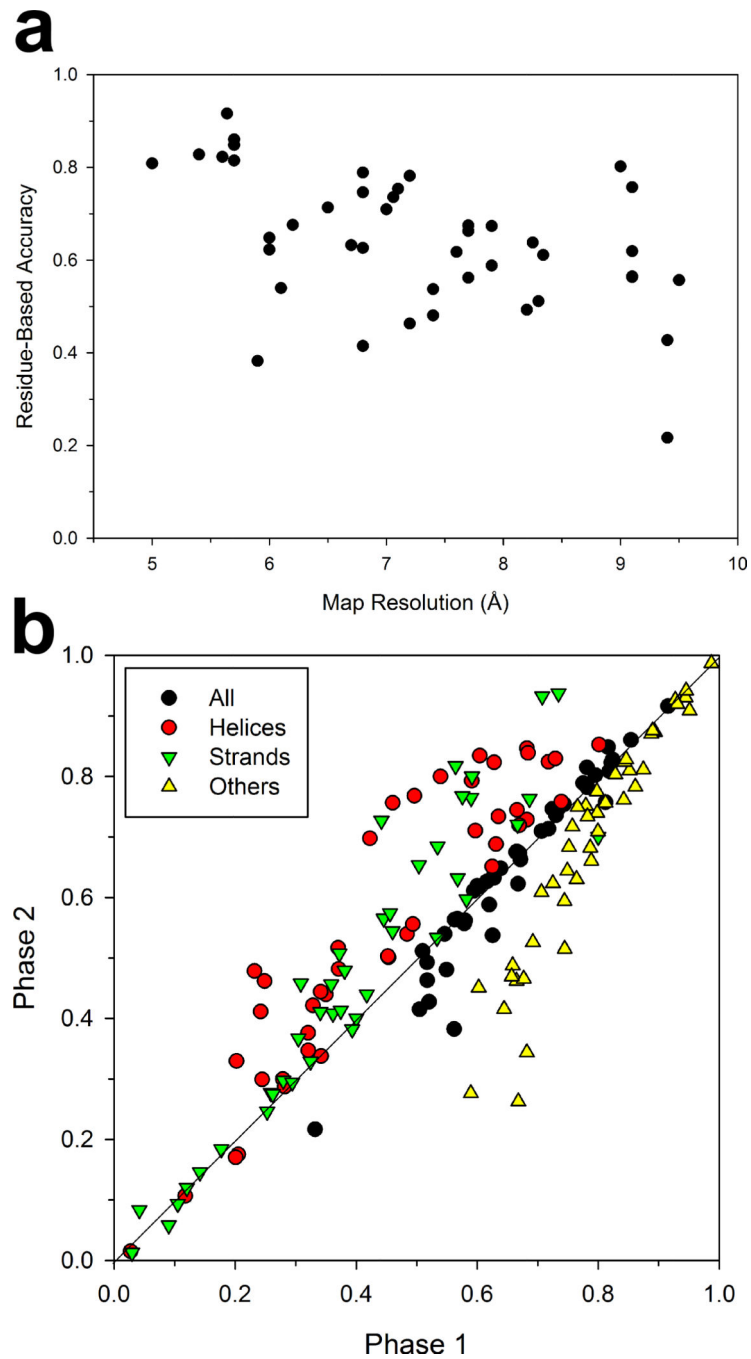 a
1.0
0.8
0.6
0.4
0.2
0.0
Residue-Based Accuracy
5 6 7 8 9 10
Map Resolution (Å)
b
1.0
0.8
0.6
0.4
0.2
0.0
Phase 2
All
Helices
Strands
Others
0.0 0.2 0.4 0.6 0.8 1.0
Phase 1